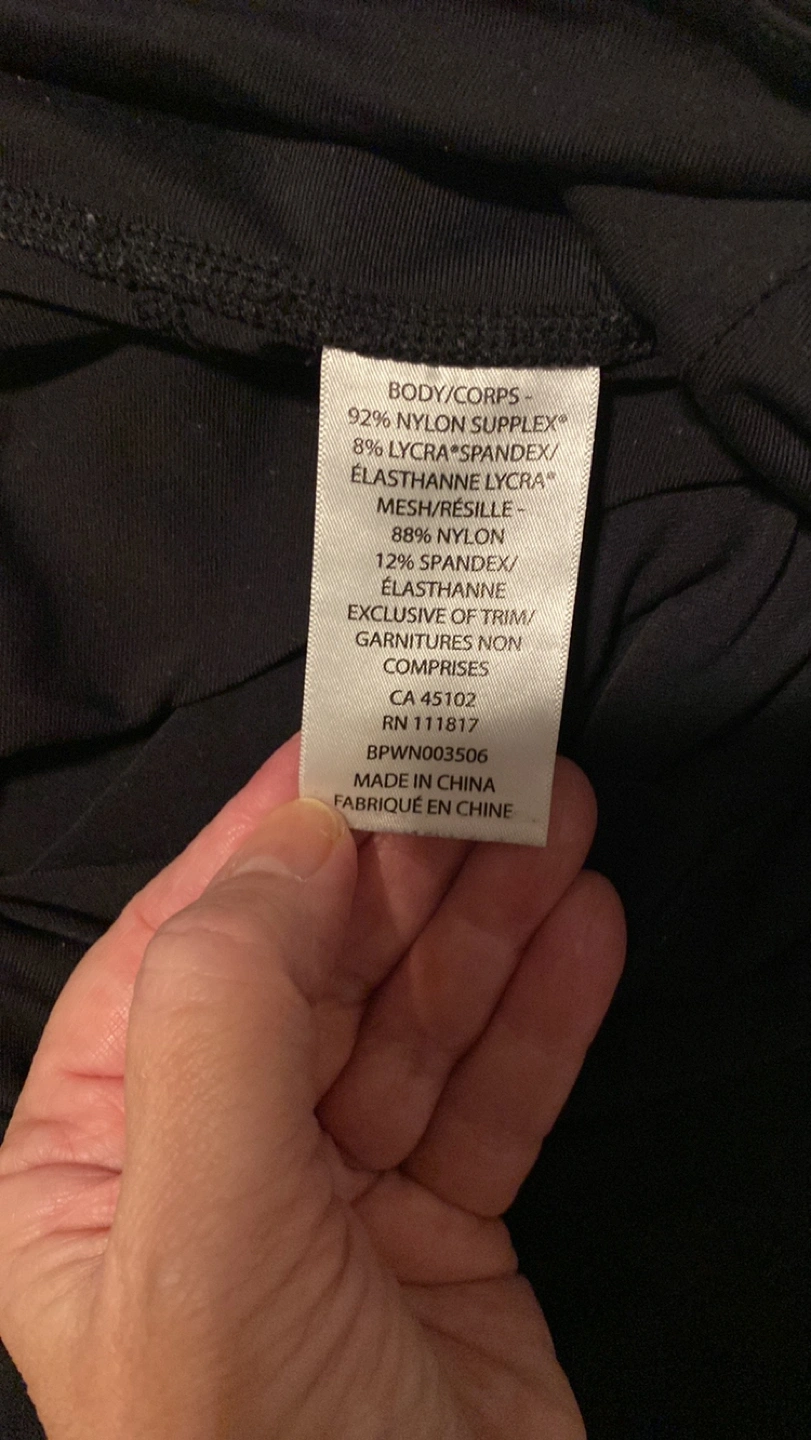 BODY/CORPS -
92% NYLON SUPPLEX®
8% LYCRA®SPANDEX/
ÉLASTHANNE LYCRA®
MESH/RÉSILLE -
88% NYLON
12% SPANDEX/
ÉLASTHANNE
EXCLUSIVE OF TRIM/
GARNITURES NON
COMPRISES
CA 45102
RN 111817
BPWN003506
MADE IN CHINA
FABRIQUÉ EN CHINE